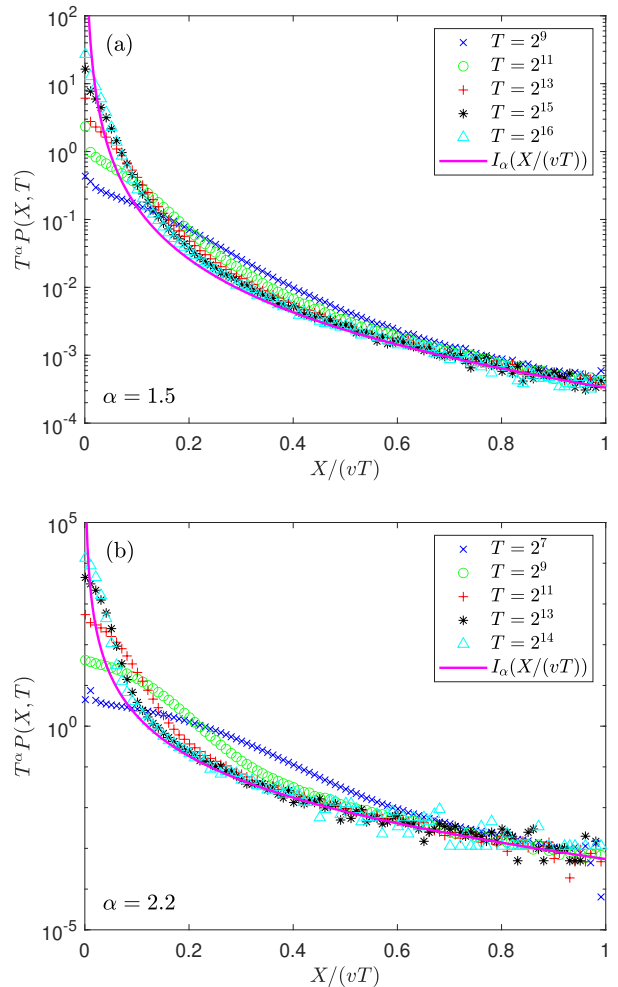 (a)
10^2
10^1
10^0
10^{-1}
10^{-2}
10^{-3}
10^{-4}
T^α P(X, T)
T = 2^9
T = 2^{11}
T = 2^{13}
T = 2^{15}
T = 2^{16}
I_α(X/(vT))
α = 1.5
0 0.2 0.4 0.6 0.8 1
X/(vT)
(b)
10^5
10^0
10^{-5}
T^α P(X, T)
T = 2^7
T = 2^9
T = 2^{11}
T = 2^{13}
T = 2^{14}
I_α(X/(vT))
α = 2.2
0 0.2 0.4 0.6 0.8 1
X/(vT)